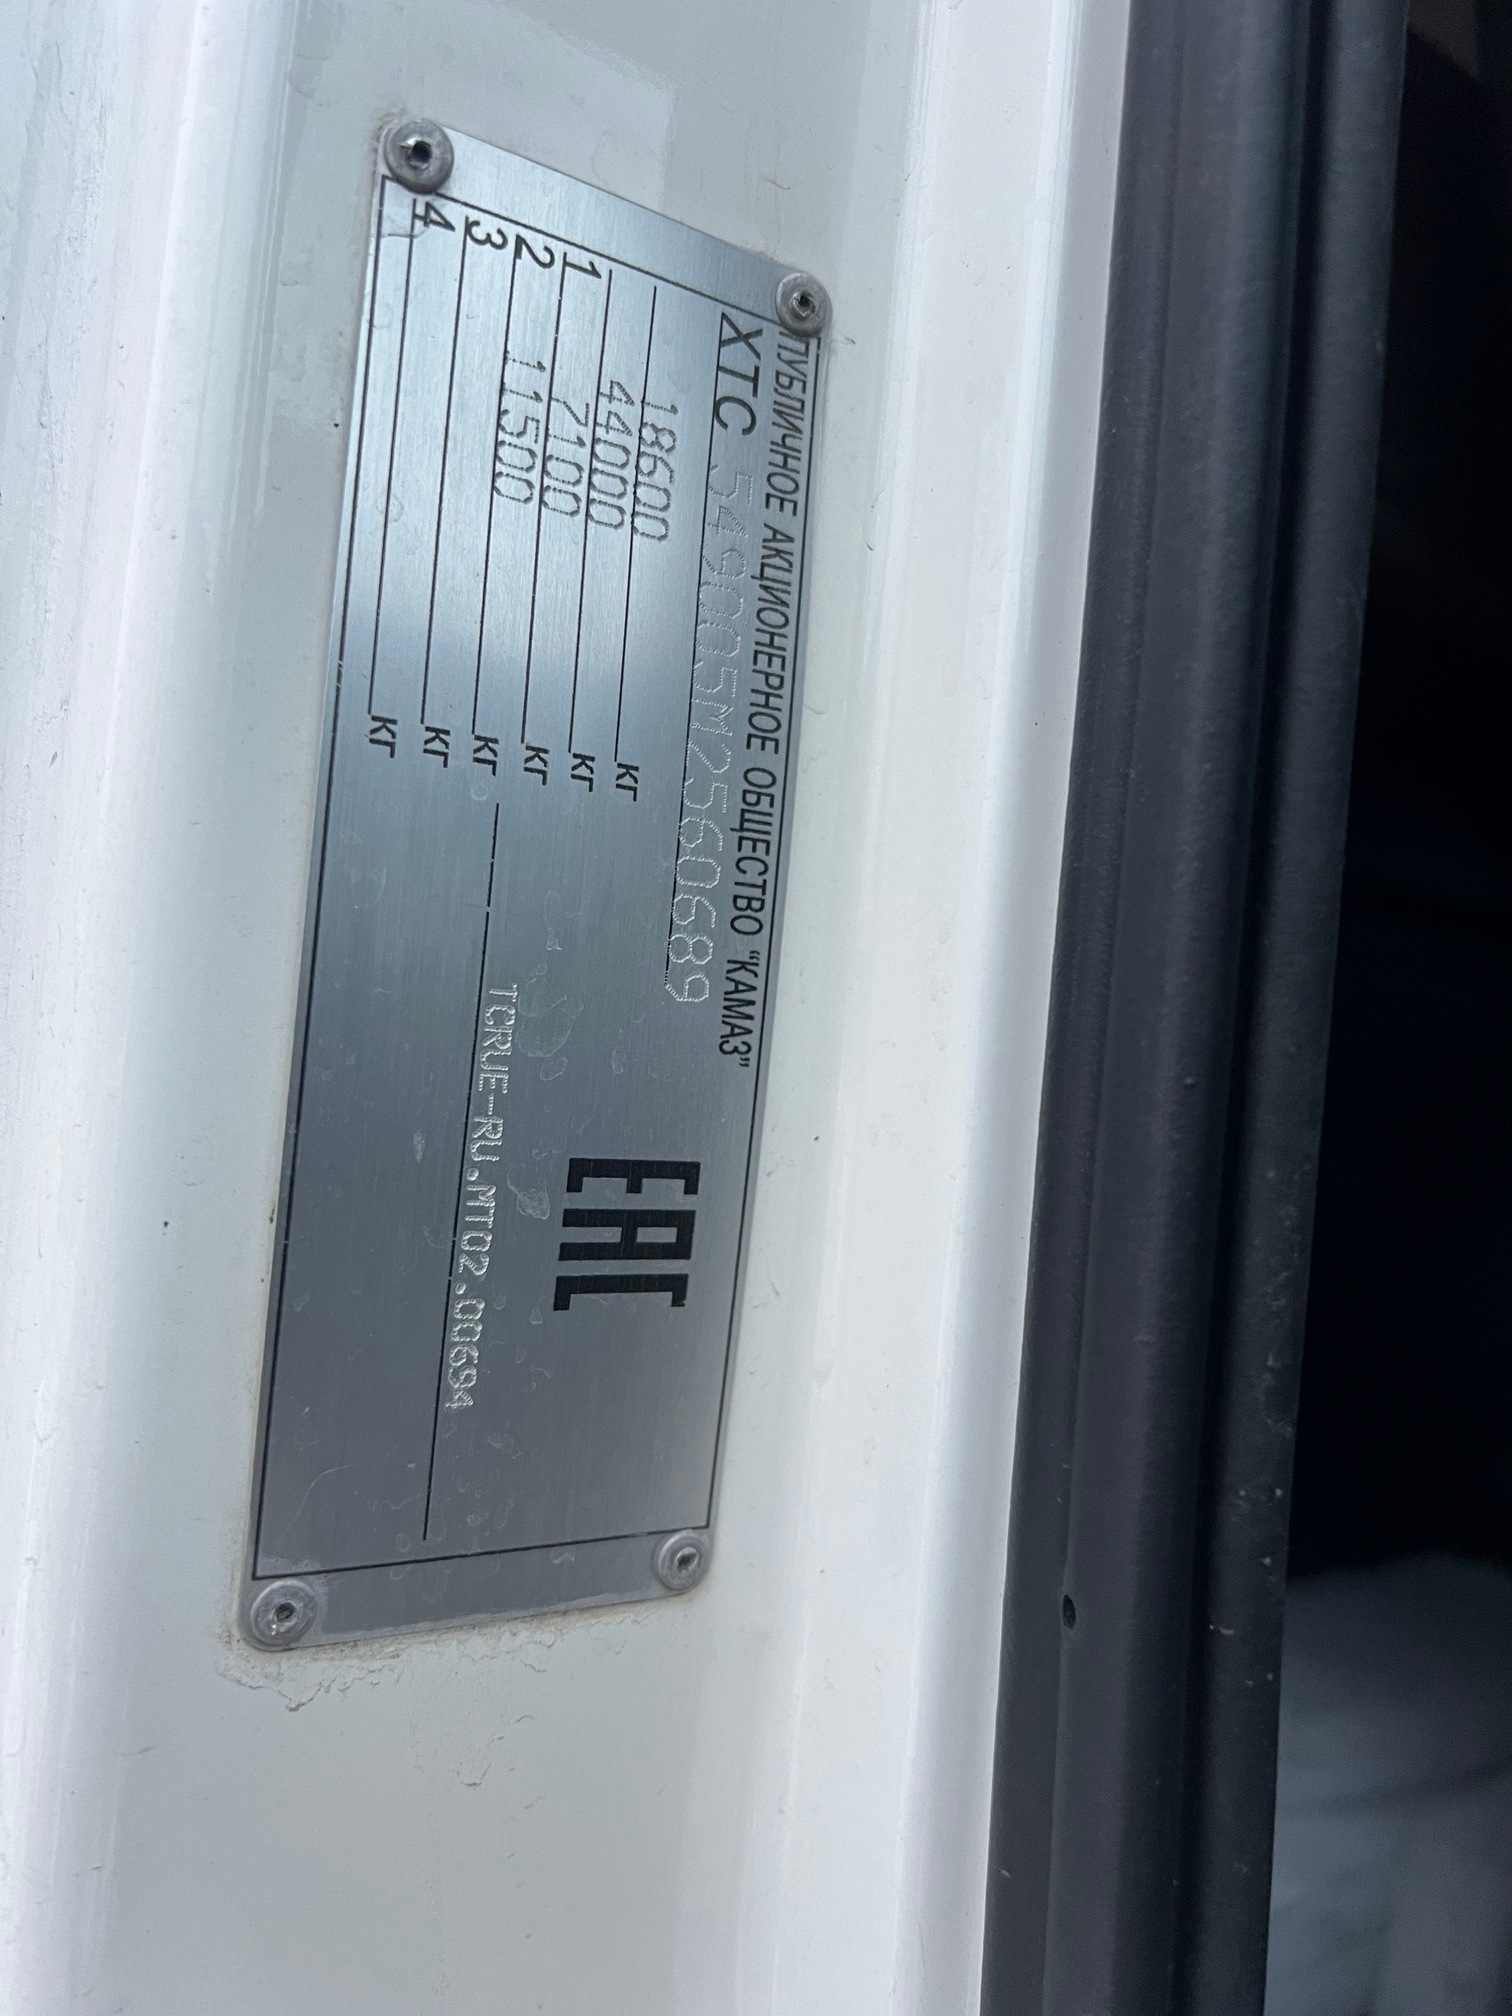 ПУБЛИЧНОЕ АКЦИОНЕРНОЕ ОБЩЕСТВО "КАМАЗ"
XTC 549005M2560689
18600 КГ
44000 КГ
1 7100 КГ
2 11500 КГ
3 КГ
4 КГ
EAC
TCRUE-RU.MT02.00694